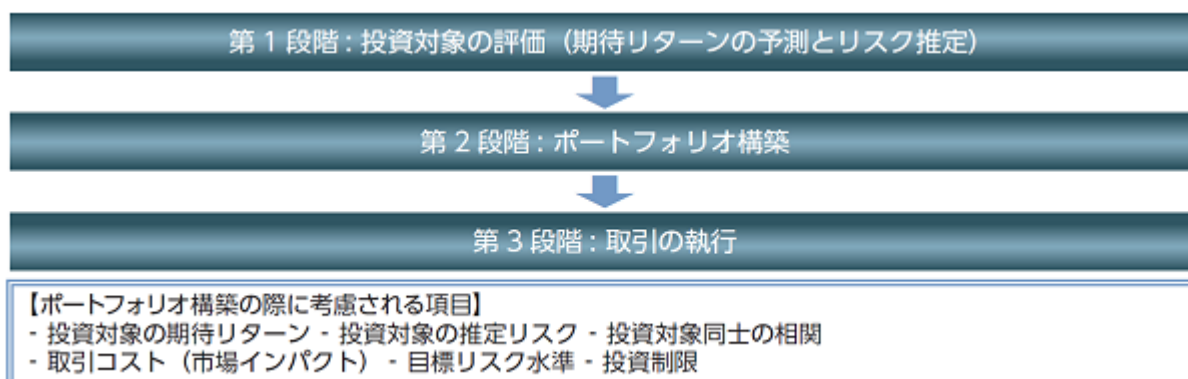 第1段階:投資対象の評価(期待リターンの予測とリスク推定)
第2段階:ポートフォリオ構築
第3段階:取引の執行
【ポートフォリオ構築の際に考慮される項目】
- 投資対象の期待リターン - 投資対象の推定リスク - 投資対象同士の相関
- 取引コスト(市場インパクト) - 目標リスク水準 - 投資制限